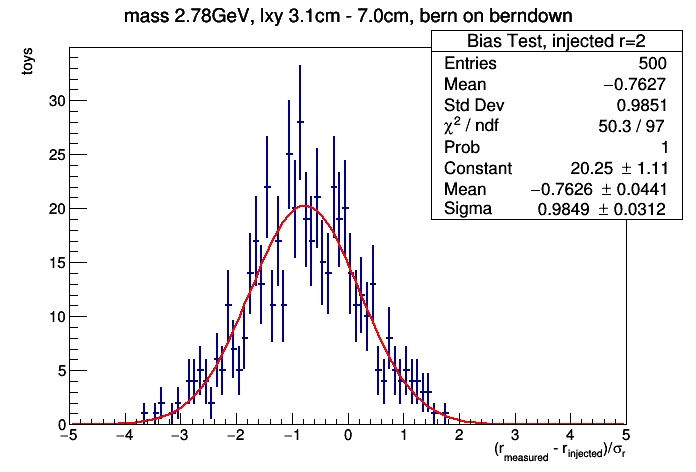 mass 2.78GeV, lxy 3.1cm - 7.0cm, bern on berndown
Bias Test, injected r=2
Entries 500
Mean −0.7627
Std Dev 0.9851
χ² / ndf 50.3 / 97
Prob 1
Constant 20.25 ± 1.11
Mean −0.7626 ± 0.0441
Sigma 0.9849 ± 0.0312
toys
30
25
20
15
10
5
0
−5 −4 −3 −2 −1 0 1 2 3 4 5
(r_measured - r_injected)/σ_r